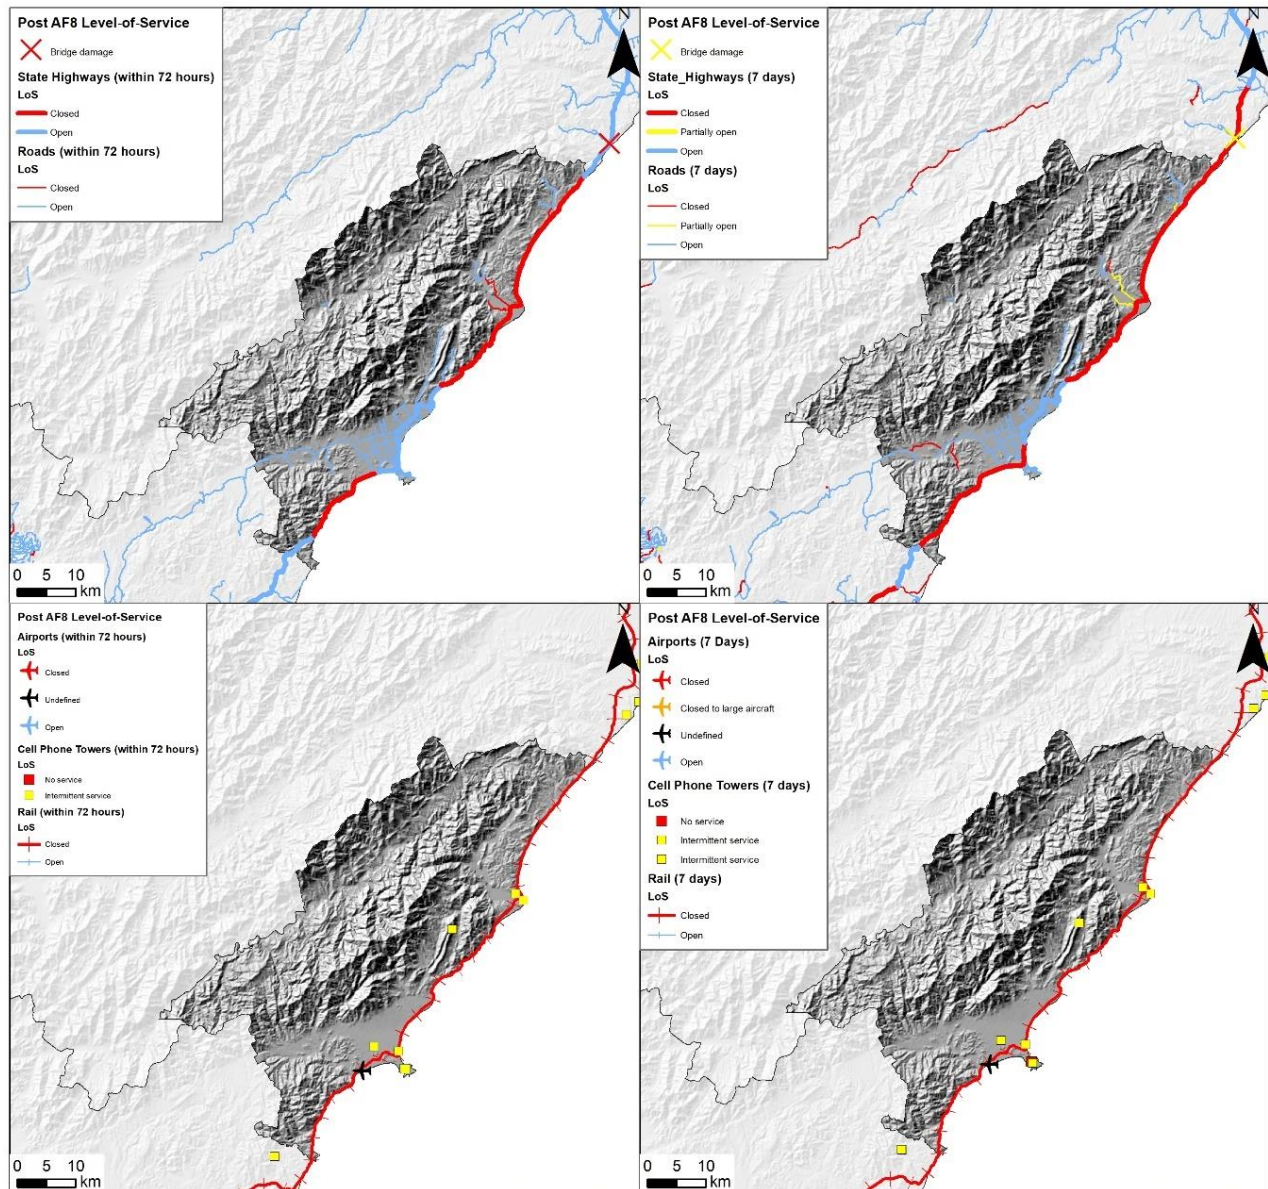 Post AF8 Level-of-Service
Bridge damage
State Highways (within 72 hours)
LoS
Closed
Open
Roads (within 72 hours)
LoS
Closed
Open
N
0 5 10
km
Post AF8 Level-of-Service
Bridge damage
State_Highways (7 days)
LoS
Closed
Partially open
Open
Roads (7 days)
LoS
Closed
Partially open
Open
N
0 5 10
km
Post AF8 Level-of-Service
Airports (within 72 hours)
LoS
Closed
Undefined
Open
Cell Phone Towers (within 72 hours)
LoS
No service
Intermittent service
Rail (within 72 hours)
LoS
Closed
Open
N
0 5 10
km
Post AF8 Level-of-Service
Airports (7 Days)
LoS
Closed
Closed to large aircraft
Undefined
Open
Cell Phone Towers (7 days)
LoS
No service
Intermittent service
Intermittent service
Rail (7 days)
LoS
Closed
Open
N
0 5 10
km